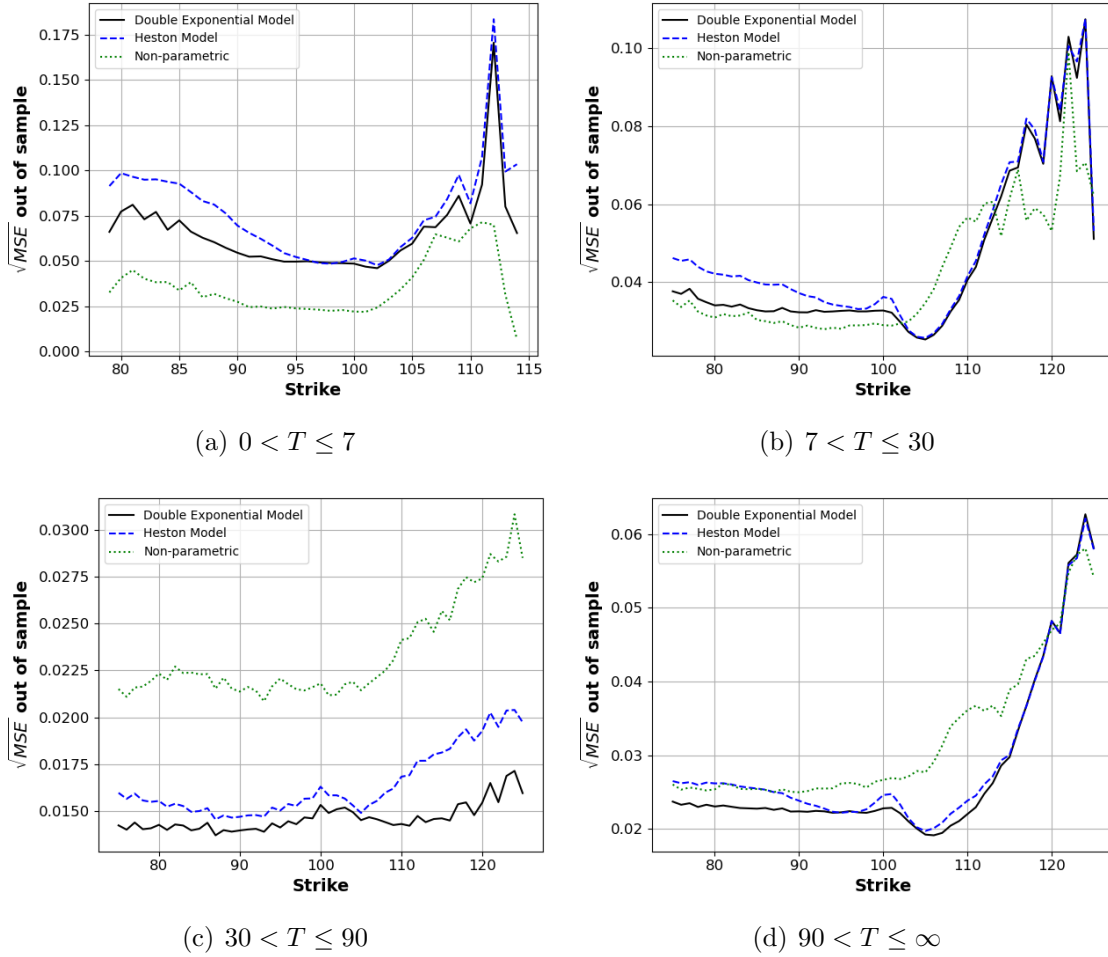 Double Exponential Model
Heston Model
Non-parametric
0.175
0.150
0.125
0.100
0.075
0.050
0.025
0.000
√MSE out of sample
80 85 90 95 100 105 110 115
Strike
(a) 0 < T ≤ 7
Double Exponential Model
Heston Model
Non-parametric
0.10
0.08
0.06
0.04
√MSE out of sample
80 90 100 110 120
Strike
(b) 7 < T ≤ 30
Double Exponential Model
Heston Model
Non-parametric
0.0300
0.0275
0.0250
0.0225
0.0200
0.0175
0.0150
√MSE out of sample
80 90 100 110 120
Strike
(c) 30 < T ≤ 90
Double Exponential Model
Heston Model
Non-parametric
0.06
0.05
0.04
0.03
0.02
√MSE out of sample
80 90 100 110 120
Strike
(d) 90 < T ≤ ∞